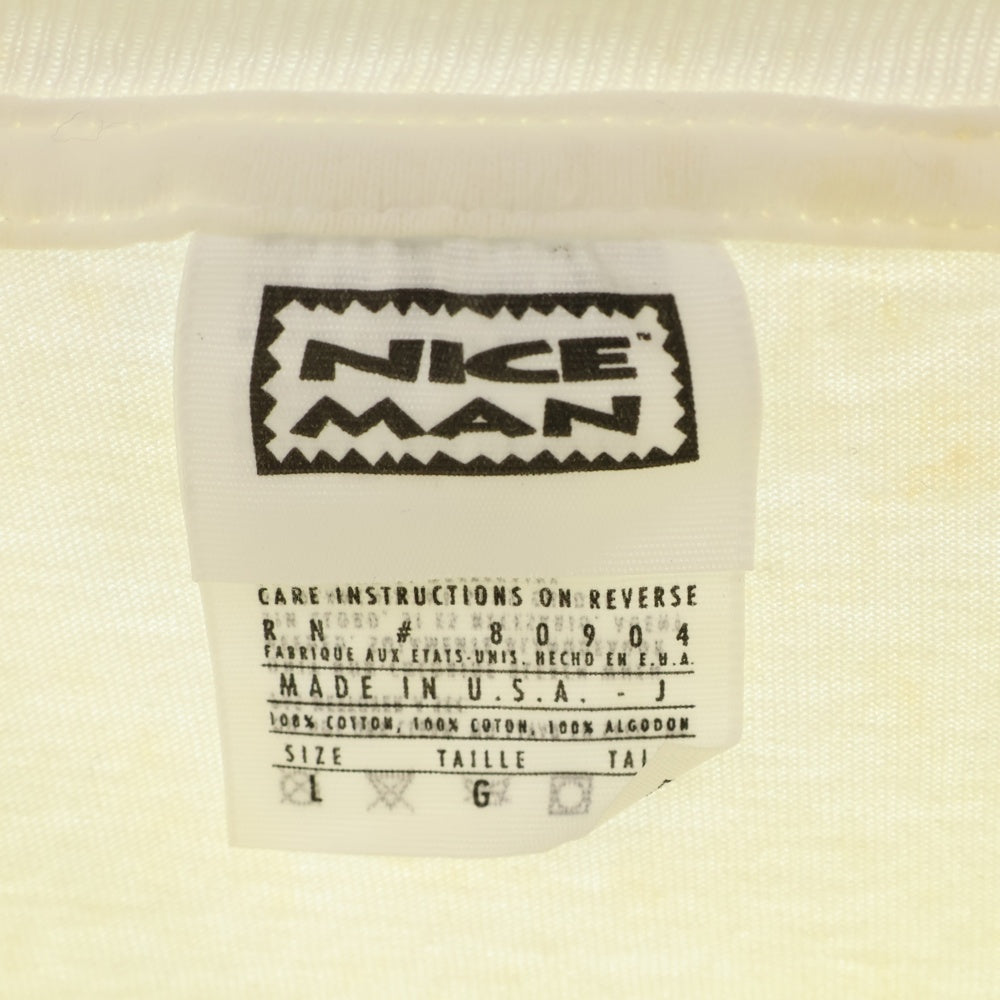 NICE™
MAN
CARE INSTRUCTIONS ON REVERSE
RN # 80904
FABRIQUE AUX ETATS-UNIS. HECHO EN E.U.A.
MADE IN U.S.A. - J
100% COTTON, 100% COTON, 100% ALGODON
SIZE TAILLE
L G